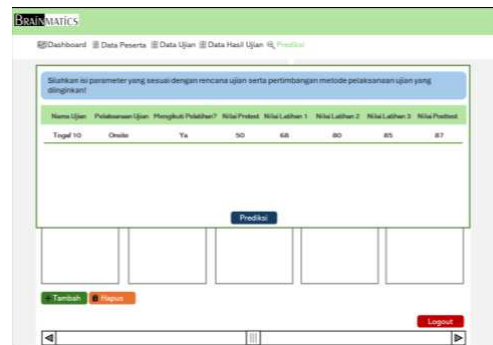 BRAINMATICS
Dashboard Data Peserta Data Ujian Data Hasil Ujian Prediksi
Silahkan isi parameter yang sesuai dengan rencana ujian serta pertimbangan metode pelaksanaan ujian yang
diinginkan!
Nama Ujian Pelaksanaan Ujian Mengikuti Pelatihan? Nilai Pretest Nilai Latihan 1 Nilai Latihan 2 Nilai Latihan 3 Nilai Posttest
Togaf 10 Onsite Ya 50 68 80 85 87
Prediksi
+ Tambah Hapus
Logout